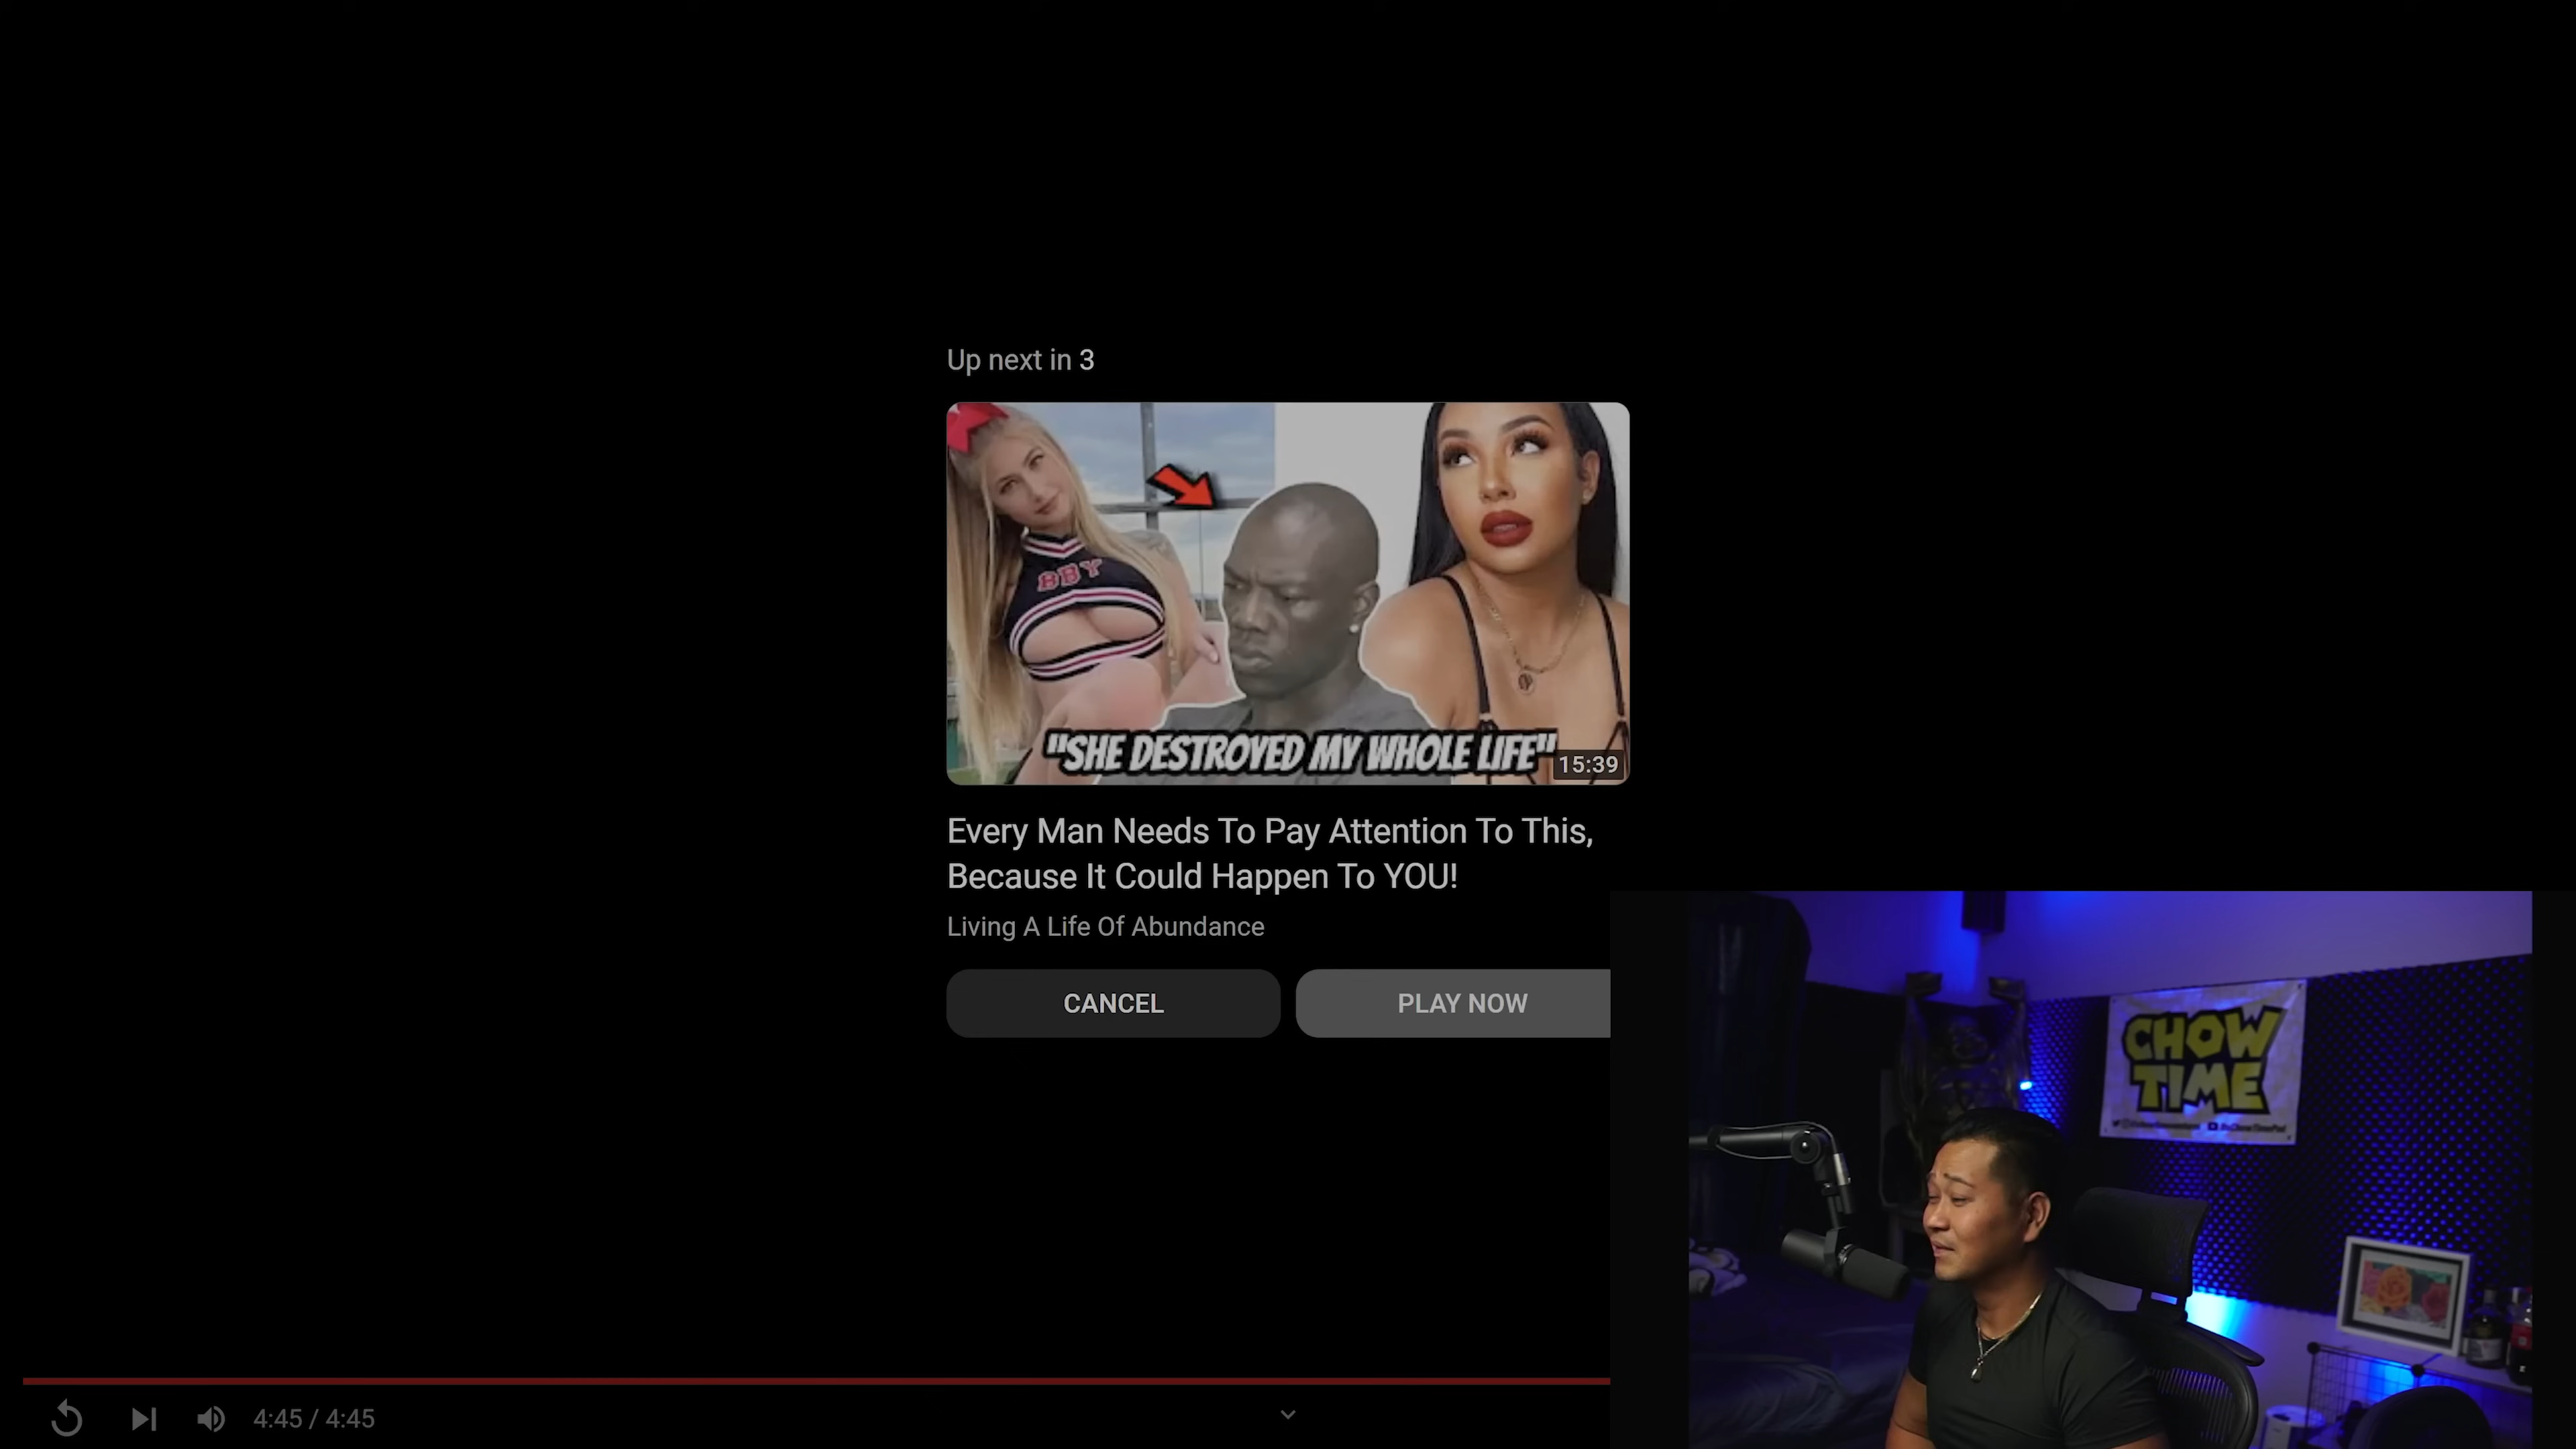 Up next in 3
BBY
"SHE DESTROYED MY WHOLE LIFE"
15:39
Every Man Needs To Pay Attention To This,
Because It Could Happen To YOU!
Living A Life Of Abundance
CANCEL
PLAY NOW
CHOW
TIME
4:45 / 4:45